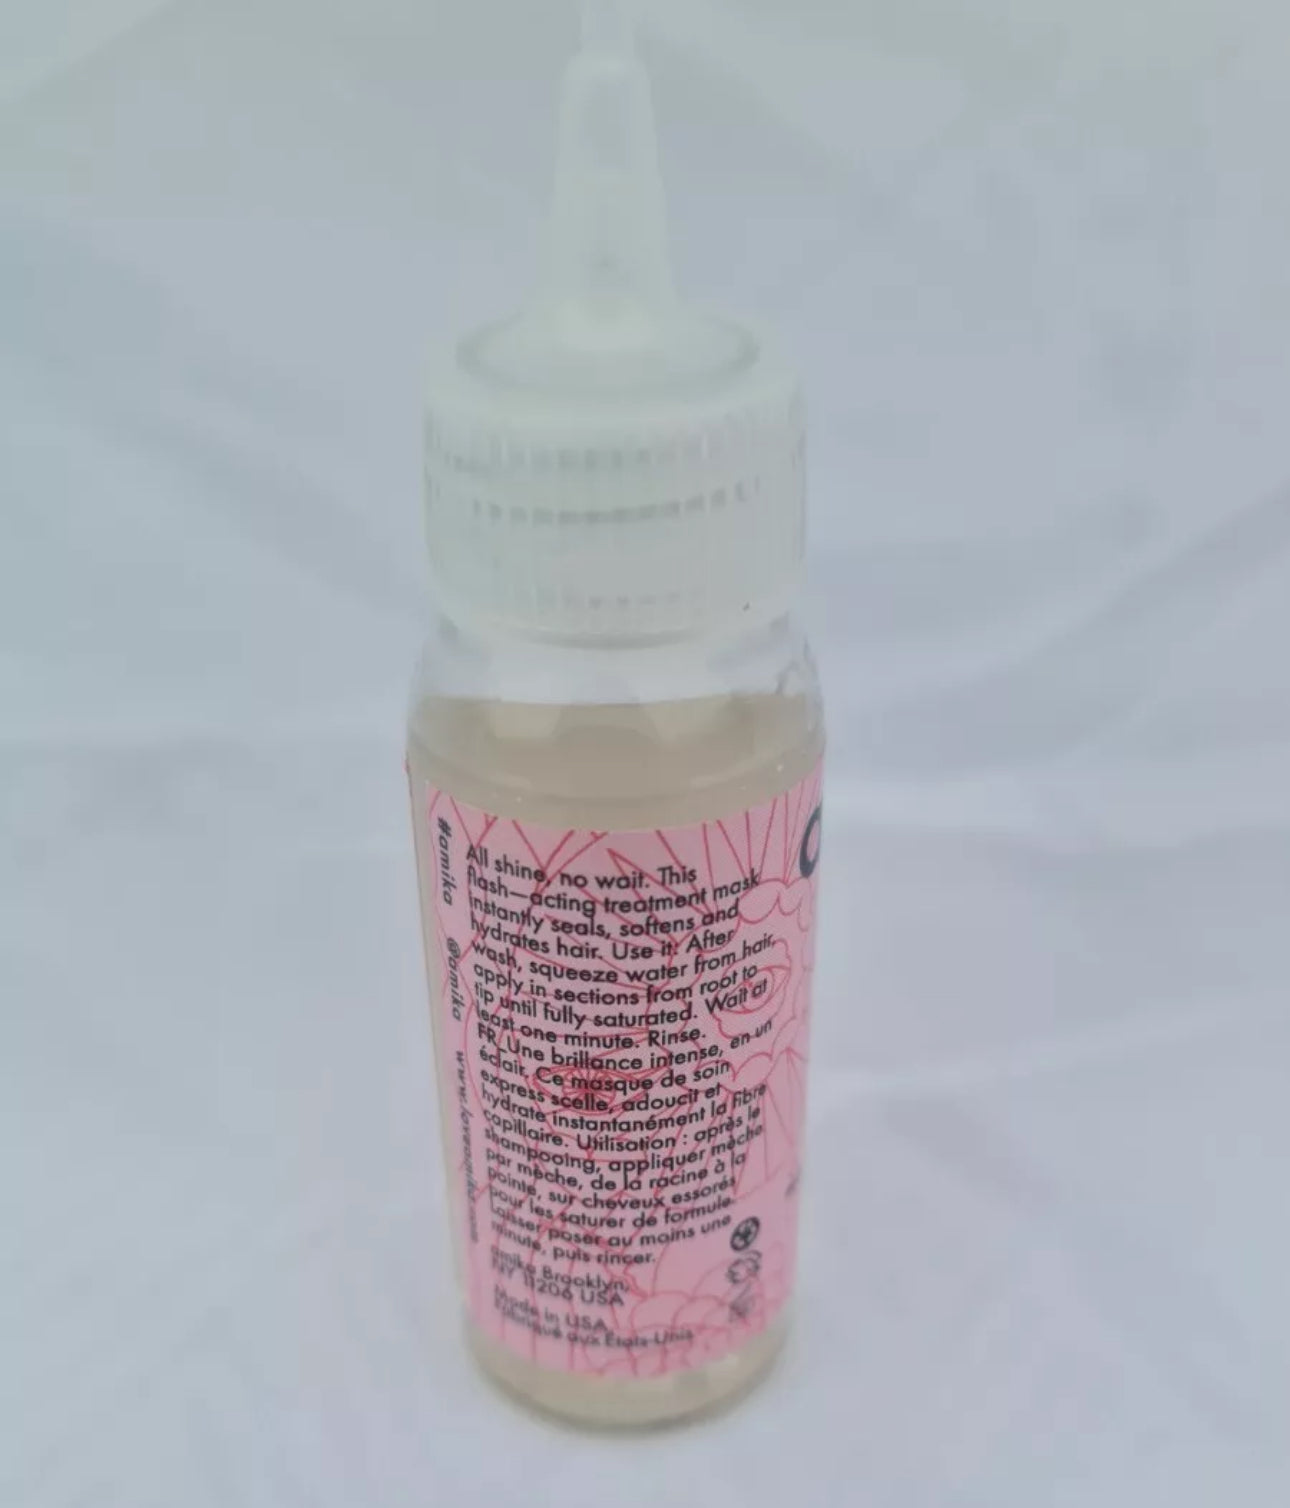 #amika @amika www.loveamika.com
All shine, no wait. This
flash—acting treatment mask
instantly seals, softens and
hydrates hair. Use it: After
wash, squeeze water from hair,
apply in sections from root to
tip until fully saturated. Wait at
least one minute. Rinse.
FR_Une brillance intense, en un
éclair. Ce masque de soin
express scelle, adoucit et
hydrate instantanément la fibre
capillaire. Utilisation : après le
shampooing, appliquer mèche
par mèche, de la racine à la
pointe, sur cheveux essorés
pour les saturer de formule.
Laisser poser au moins une
minute, puis rincer.
amika Brooklyn,
NY 11206 USA
Made in USA
Fabriqué aux États-Unis